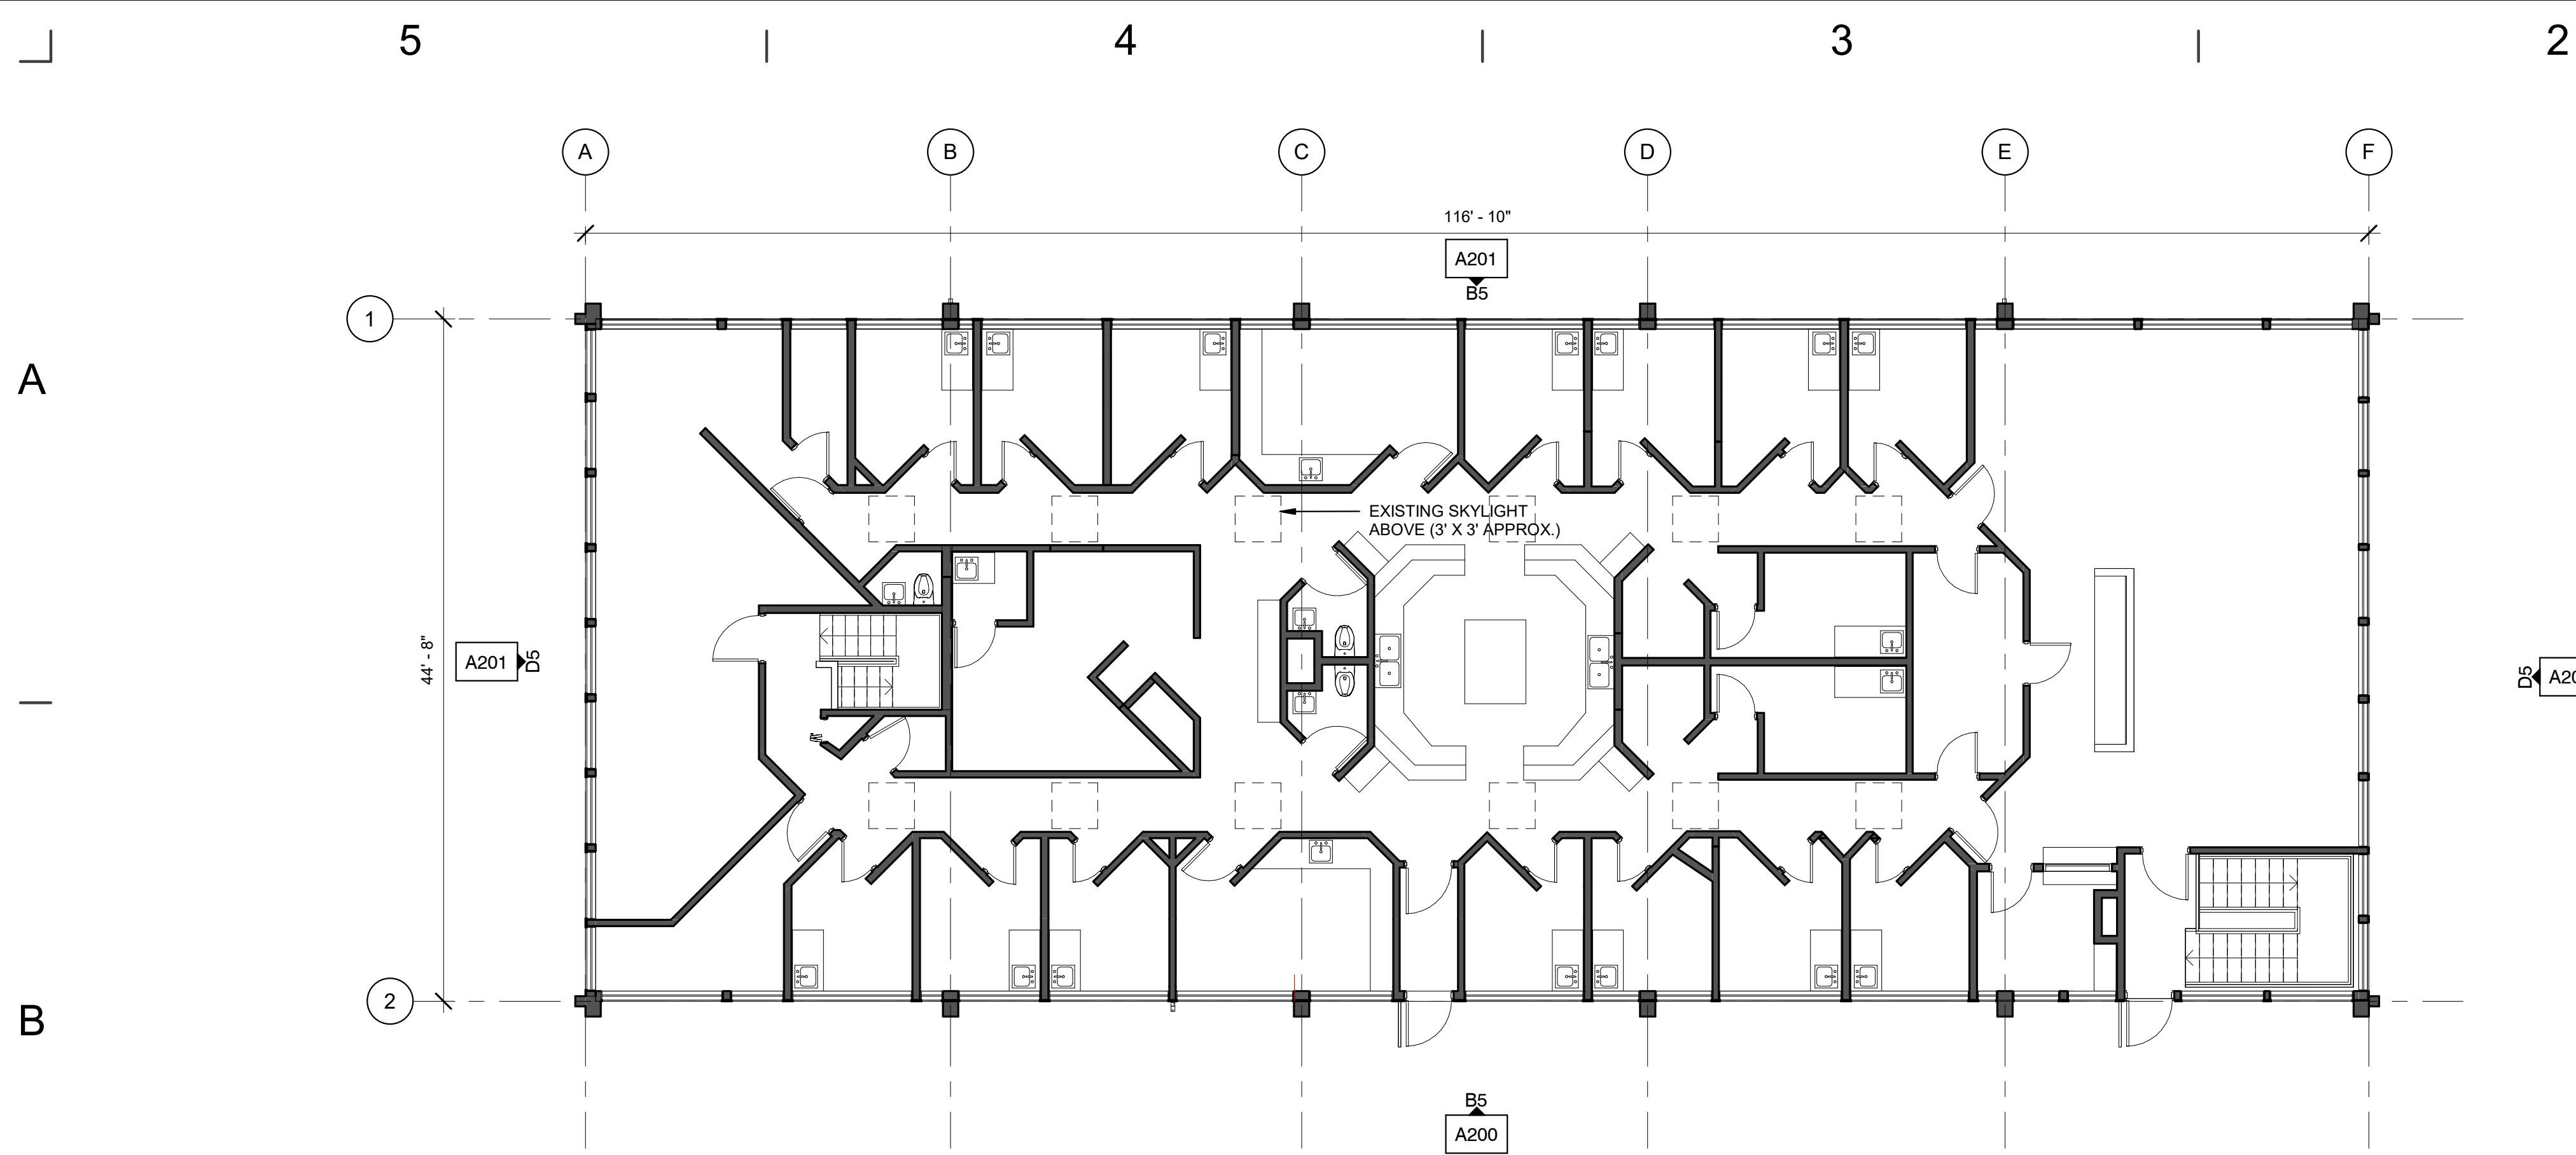 5
4
3
2
A
B
C
D
E
F
116' - 10"
A201
B5
1
A
EXISTING SKYLIGHT
ABOVE (3' X 3' APPROX.)
44' - 8"
A201
D5
D5
2
B
B5
A200